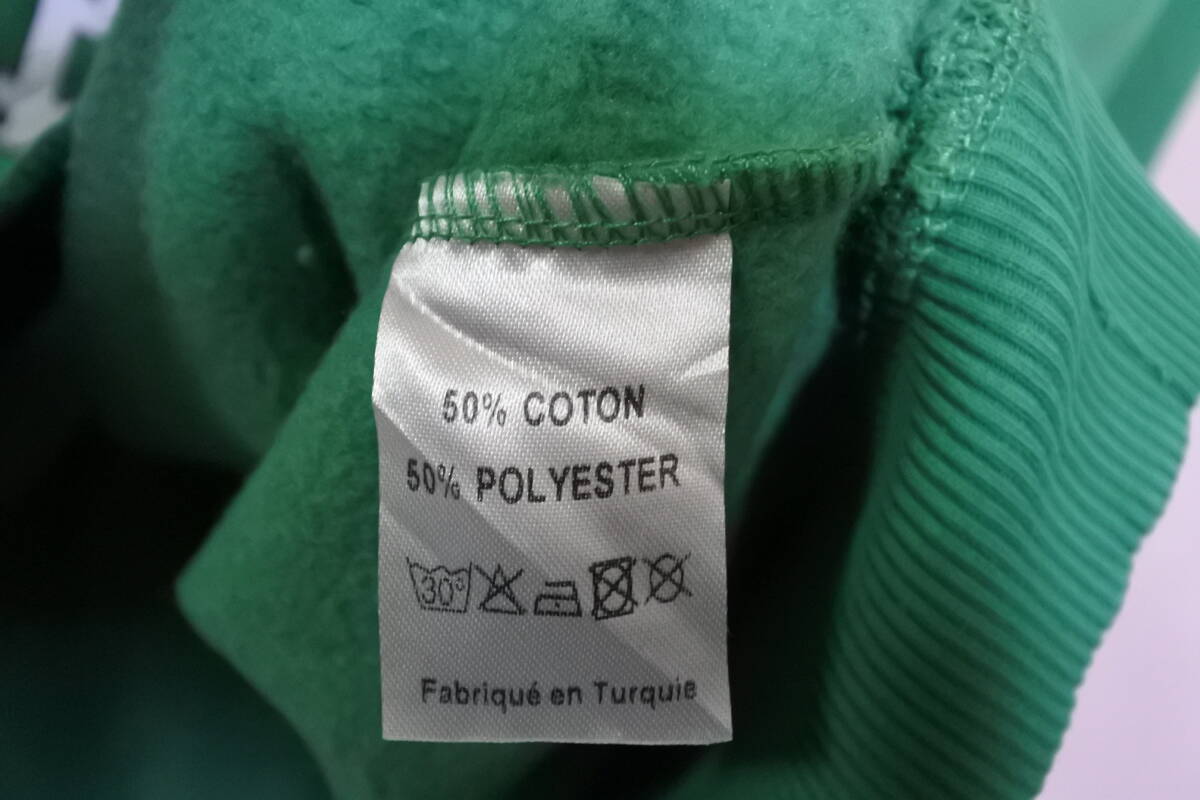 50% COTON
50% POLYESTER
30°
Fabriqué en Turquie